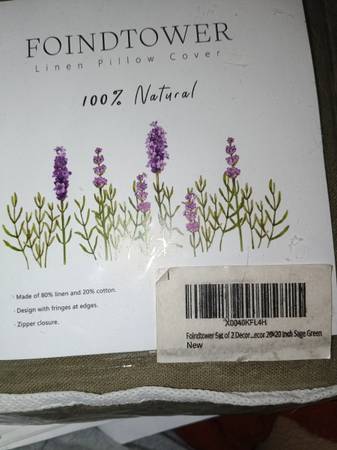 FOINDTOWER
Linen Pillow Cover
100% Natural
· Made of 80% linen and 20% cotton.
· Design with fringes at edges.
· Zipper closure.
X0040KFL4H
Foindtower Set of 2 Decor...ecor 20x20 Inch Sage Green
New